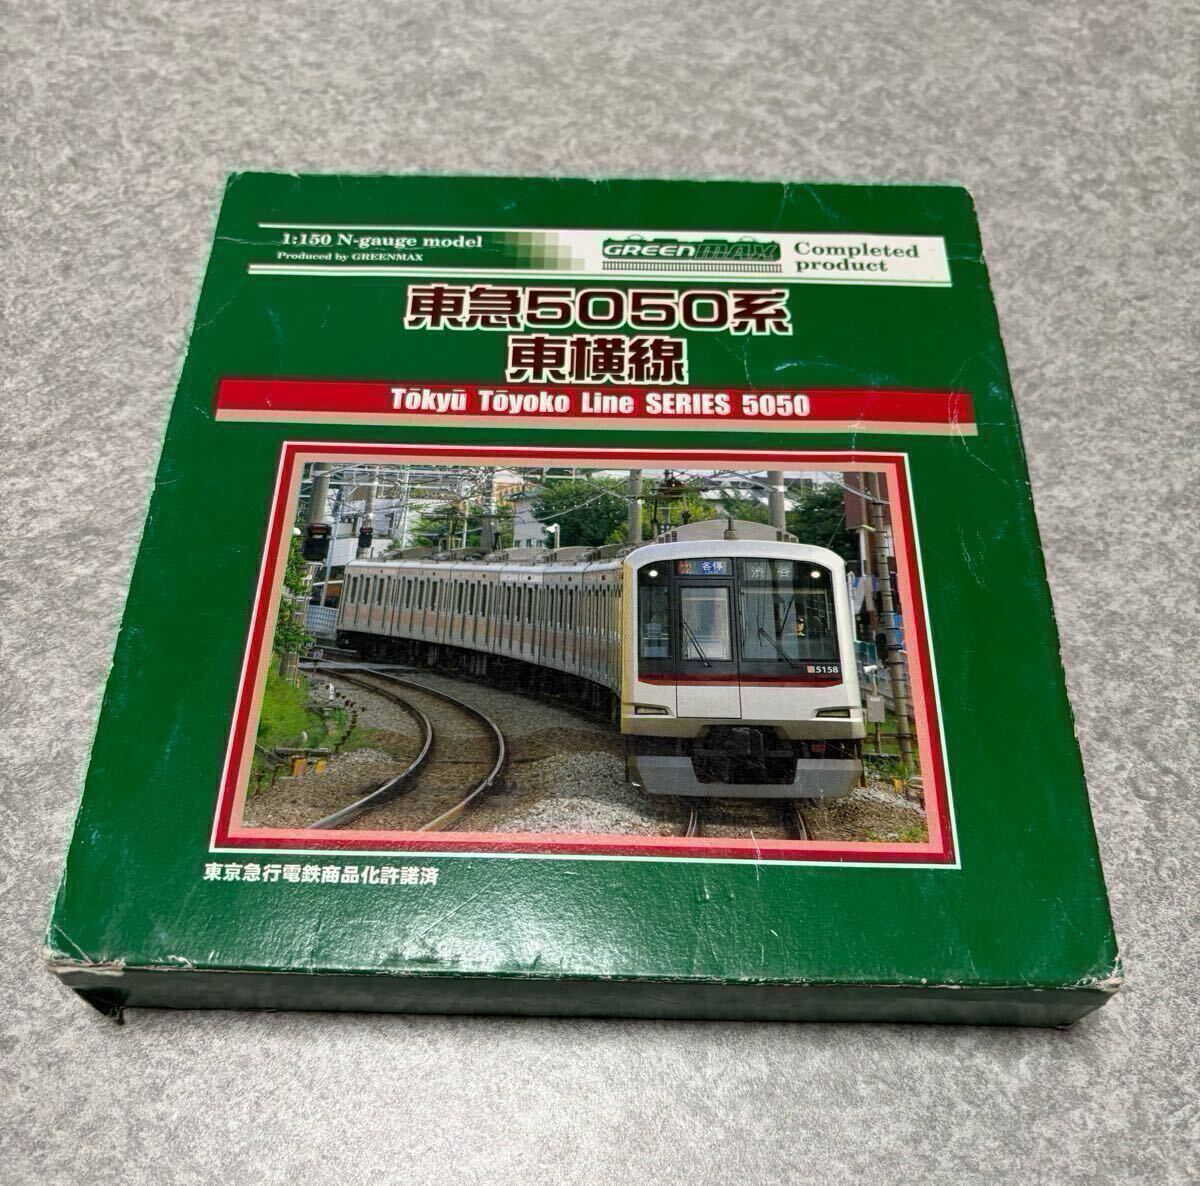 1:150 N-gauge model
Produced by GREENMAX
GREENMAX
Completed
product
東急5050系
東横線
Tōkyū Tōyoko Line SERIES 5050
各停
渋谷
5158
東京急行電鉄商品化許諾済